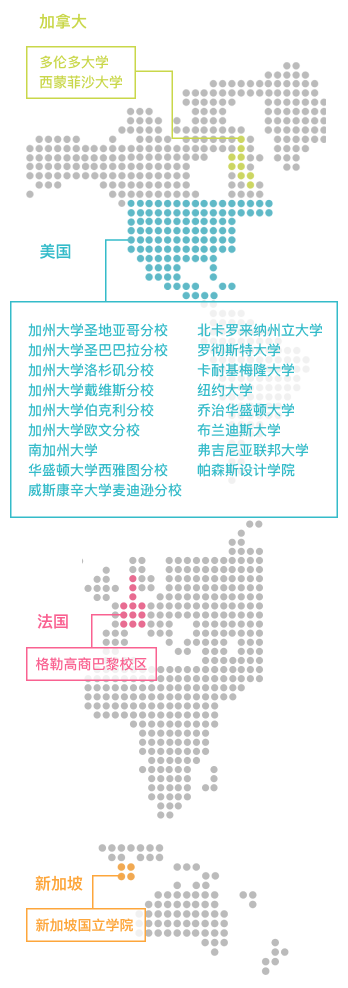 加拿大
多伦多大学
西蒙菲沙大学
美国
加州大学圣地亚哥分校
加州大学圣巴巴拉分校
加州大学洛杉矶分校
加州大学戴维斯分校
加州大学伯克利分校
加州大学欧文分校
南加州大学
华盛顿大学西雅图分校
威斯康辛大学麦迪逊分校
北卡罗来纳州立大学
罗彻斯特大学
卡耐基梅隆大学
纽约大学
乔治华盛顿大学
布兰迪斯大学
弗吉尼亚联邦大学
帕森斯设计学院
法国
格勒高商巴黎校区
新加坡
新加坡国立学院